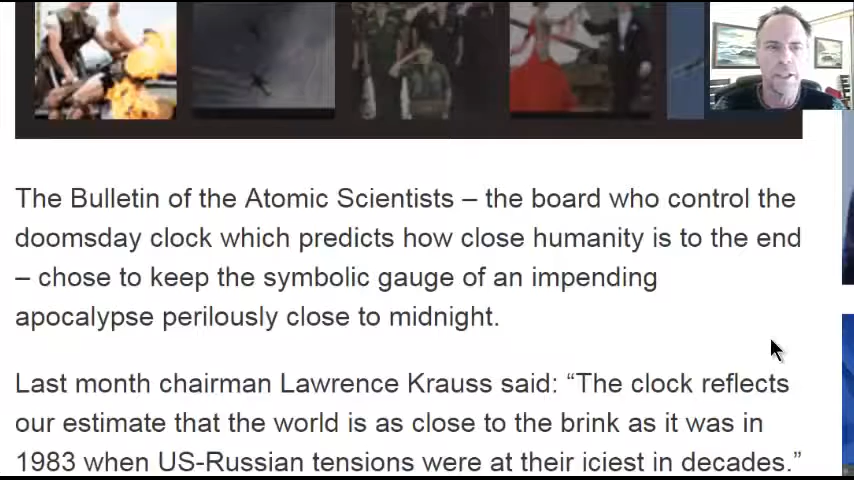 The Bulletin of the Atomic Scientists – the board who control the
doomsday clock which predicts how close humanity is to the end
– chose to keep the symbolic gauge of an impending
apocalypse perilously close to midnight.
Last month chairman Lawrence Krauss said: “The clock reflects
our estimate that the world is as close to the brink as it was in
1983 when US-Russian tensions were at their iciest in decades.”